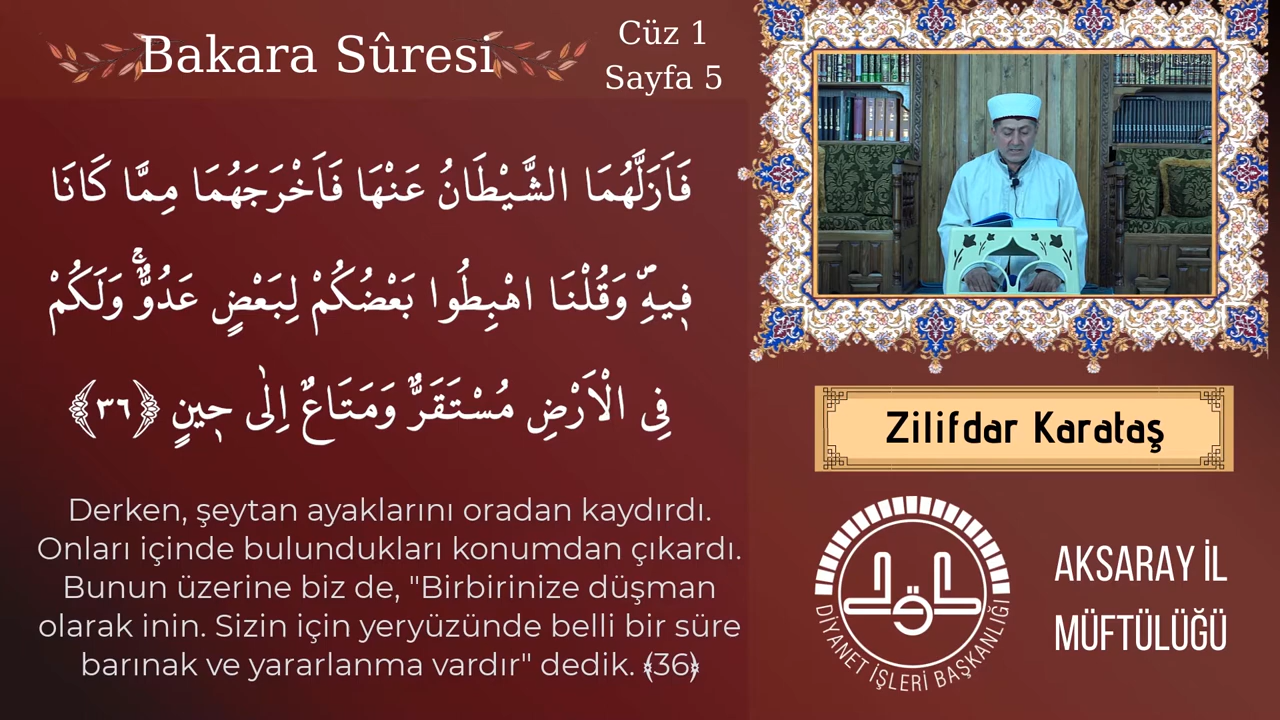 Bakara Sûresi
Cüz 1
Sayfa 5
فَاَزَلَّهُمَا الشَّيْطَانُ عَنْهَا فَاَخْرَجَهُمَا مِمَّا كَانَا
ف۪يهِۖ وَقُلْنَا اهْبِطُوا بَعْضُكُمْ لِبَعْضٍ عَدُوٌّۚ وَلَكُمْ
فِي الْاَرْضِ مُسْتَقَرٌّ وَمَتَاعٌ اِلٰى ح۪ينٍ ﴿٣٦﴾
Derken, şeytan ayaklarını oradan kaydırdı.
Onları içinde bulundukları konumdan çıkardı.
Bunun üzerine biz de, "Birbirinize düşman
olarak inin. Sizin için yeryüzünde belli bir süre
barınak ve yararlanma vardır" dedik. ﴾36﴿
Zilifdar Karataş
DİYANET İŞLERİ BAŞKANLIĞI
AKSARAY İL
MÜFTÜLÜĞÜ